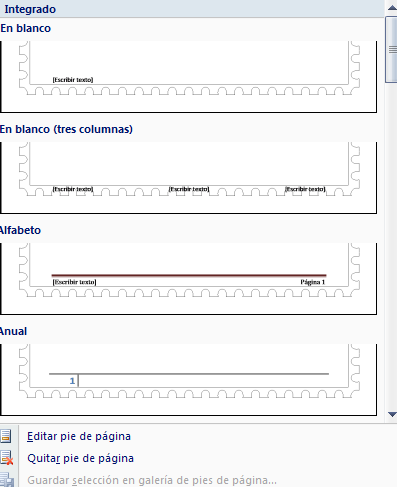 Integrado
En blanco
[Escribir texto]
En blanco (tres columnas)
[Escribir texto] [Escribir texto] [Escribir texto]
Alfabeto
[Escribir texto] Página 1
Anual
1
Editar pie de página
Quitar pie de página
Guardar selección en galería de pies de página...